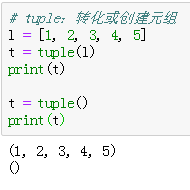 # tuple：转化或创建元组
l = [1, 2, 3, 4, 5]
t = tuple(l)
print(t)
t = tuple()
print(t)
(1, 2, 3, 4, 5)
()